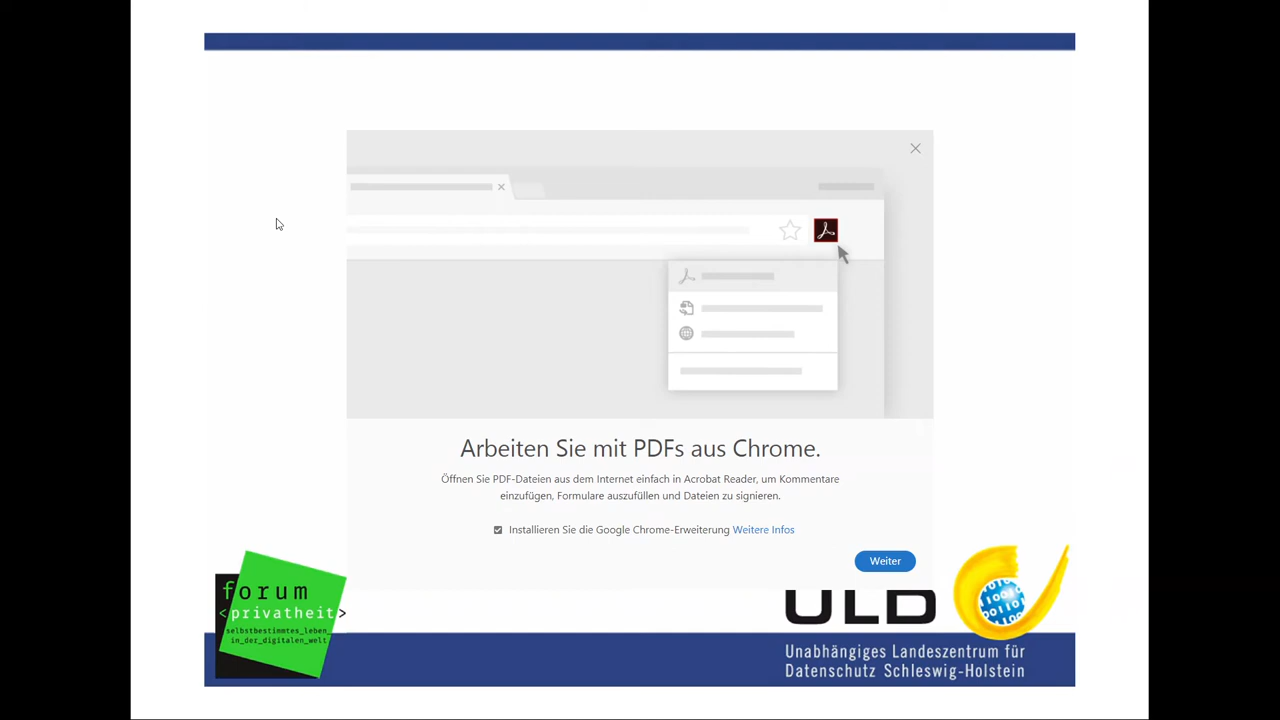 Arbeiten Sie mit PDFs aus Chrome.
Öffnen Sie PDF-Dateien aus dem Internet einfach in Acrobat Reader, um Kommentare
einzufügen, Formulare auszufüllen und Dateien zu signieren.
Installieren Sie die Google Chrome-Erweiterung Weitere Infos
Weiter
forum
<privatheit>
selbstbestimmtes_leben_
in_der_digitalen_welt
ULD
Unabhängiges Landeszentrum für
Datenschutz Schleswig-Holstein